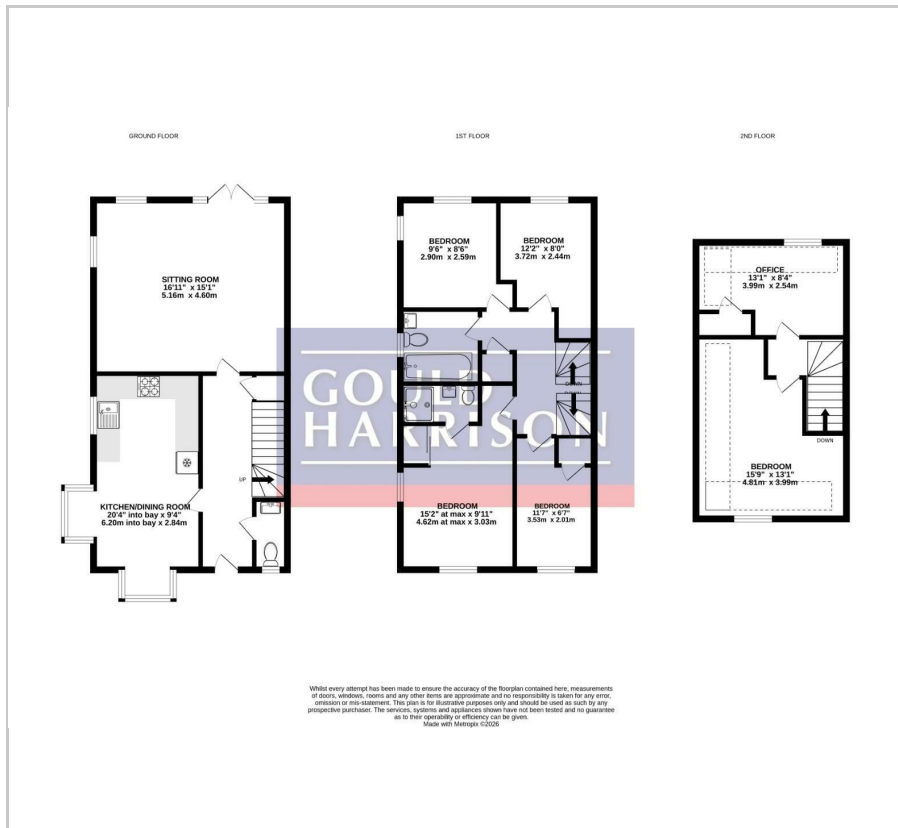 GROUND FLOOR
1ST FLOOR
2ND FLOOR
SITTING ROOM
16'11" x 15'1"
5.16m x 4.60m
KITCHEN/DINING ROOM
20'4" into bay x 9'4"
6.20m into bay x 2.84m
UP
BEDROOM
9'6" x 8'6"
2.90m x 2.59m
BEDROOM
12'2" x 8'0"
3.72m x 2.44m
DOWN
GOULD
HARRISON
BEDROOM
15'2" at max x 9'11"
4.62m at max x 3.03m
BEDROOM
11'7" x 6'7"
3.53m x 2.01m
OFFICE
13'1" x 8'4"
3.99m x 2.54m
DOWN
BEDROOM
15'9" x 13'1"
4.81m x 3.99m
Whilst every attempt has been made to ensure the accuracy of the floorplan contained here, measurements
of doors, windows, rooms and any other items are approximate and no responsibility is taken for any error,
omission or mis-statement. This plan is for illustrative purposes only and should be used as such by any
prospective purchaser. The services, systems and appliances shown have not been tested and no guarantee
as to their operability or efficiency can be given.
Made with Metropix ©2026